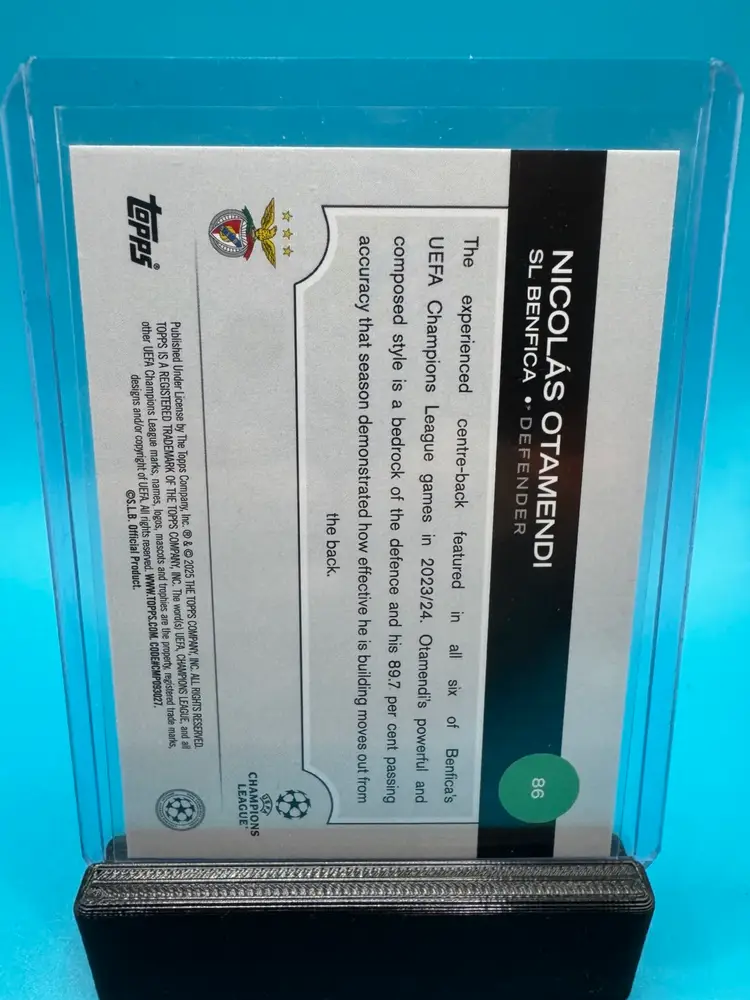 NICOLÁS OTAMENDI
SL BENFICA • DEFENDER
86
The experienced centre-back featured in all six of Benfica's
UEFA Champions League games in 2023/24. Otamendi's powerful and
composed style is a bedrock of the defence and his 89.7 per cent passing
accuracy that season demonstrated how effective he is building moves out from
the back.
UEFA
CHAMPIONS
LEAGUE®
topps®
Published Under License by The Topps Company, Inc. ® & © 2025 THE TOPPS COMPANY, INC. ALL RIGHTS RESERVED.
TOPPS IS A REGISTERED TRADEMARK OF THE TOPPS COMPANY, INC. The word(s) UEFA, CHAMPIONS LEAGUE, and all
other UEFA Champions League marks, names, logos, mascots and trophies are the property, registered trade marks,
designs and/or copyright of UEFA. All rights reserved. WWW.TOPPS.COM. CODE#CMP093027.
©S.L.B. Official Product.